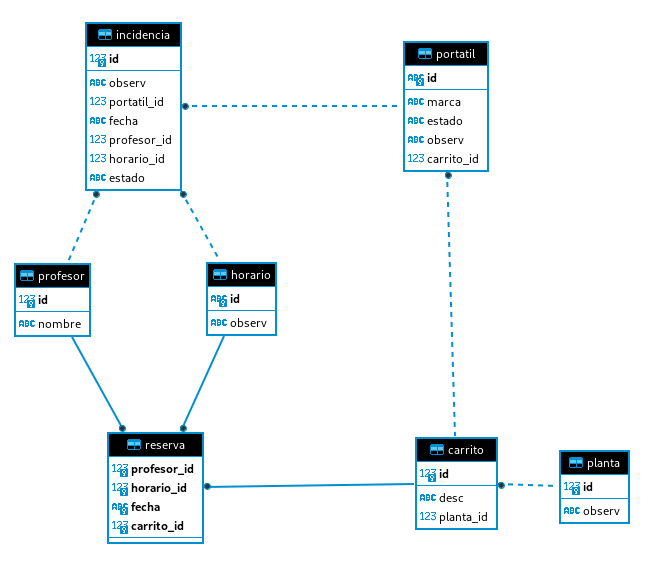 incidencia
123 id
ABC observ
123 portatil_id
ABC fecha
123 profesor_id
123 horario_id
ABC estado
portatil
ABC id
ABC marca
ABC estado
ABC observ
123 carrito_id
profesor
123 id
ABC nombre
horario
ABC id
ABC observ
reserva
123 profesor_id
123 horario_id
ABC fecha
123 carrito_id
carrito
123 id
ABC desc
123 planta_id
planta
123 id
ABC observ